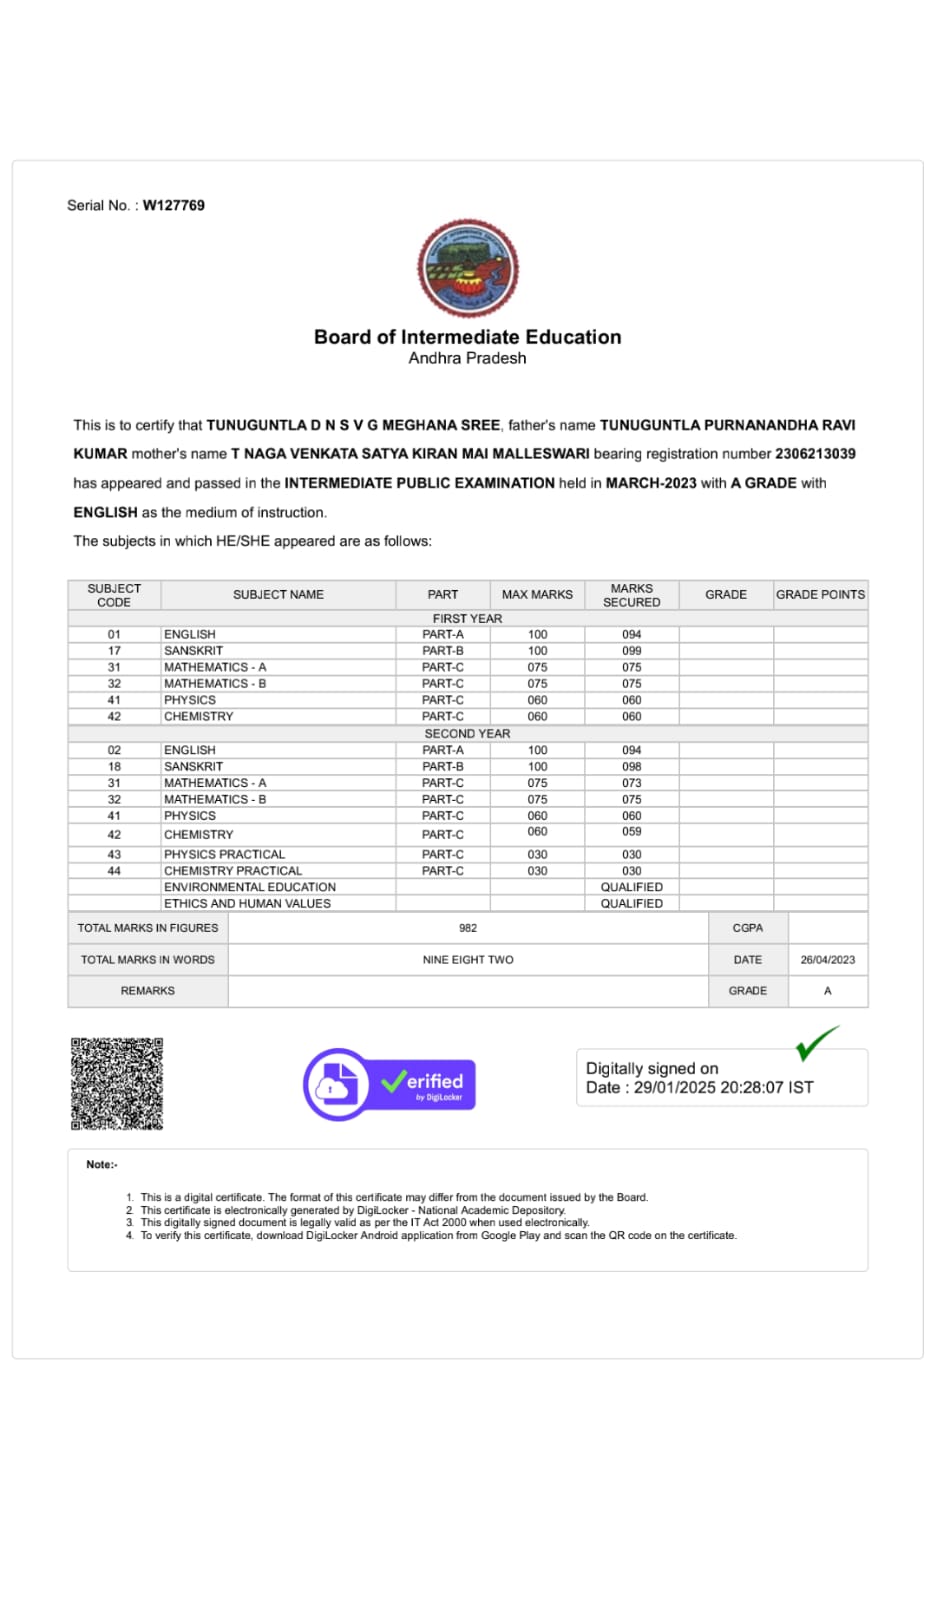 Serial No. : W127769
Board of Intermediate Education
Andhra Pradesh
This is to certify that TUNUGUNTLA D N S V G MEGHANA SREE, father's name TUNUGUNTLA PURNANANDHA RAVI
KUMAR mother's name T NAGA VENKATA SATYA KIRAN MAI MALLESWARI bearing registration number 2306213039
has appeared and passed in the INTERMEDIATE PUBLIC EXAMINATION held in MARCH-2023 with A GRADE with
ENGLISH as the medium of instruction.
The subjects in which HE/SHE appeared are as follows:
SUBJECT CODE SUBJECT NAME PART MAX MARKS MARKS SECURED GRADE GRADE POINTS
FIRST YEAR
01 ENGLISH PART-A 100 094
17 SANSKRIT PART-B 100 099
31 MATHEMATICS - A PART-C 075 075
32 MATHEMATICS - B PART-C 075 075
41 PHYSICS PART-C 060 060
42 CHEMISTRY PART-C 060 060
SECOND YEAR
02 ENGLISH PART-A 100 094
18 SANSKRIT PART-B 100 098
31 MATHEMATICS - A PART-C 075 073
32 MATHEMATICS - B PART-C 075 075
41 PHYSICS PART-C 060 060
42 CHEMISTRY PART-C 060 059
43 PHYSICS PRACTICAL PART-C 030 030
44 CHEMISTRY PRACTICAL PART-C 030 030
ENVIRONMENTAL EDUCATION QUALIFIED
ETHICS AND HUMAN VALUES QUALIFIED
TOTAL MARKS IN FIGURES 982 CGPA
TOTAL MARKS IN WORDS NINE EIGHT TWO DATE 26/04/2023
REMARKS GRADE A
erified
by DigiLocker
Digitally signed on
Date : 29/01/2025 20:28:07 IST
Note:-
1. This is a digital certificate. The format of this certificate may differ from the document issued by the Board.
2. This certificate is electronically generated by DigiLocker - National Academic Depository.
3. This digitally signed document is legally valid as per the IT Act 2000 when used electronically.
4. To verify this certificate, download DigiLocker Android application from Google Play and scan the QR code on the certificate.